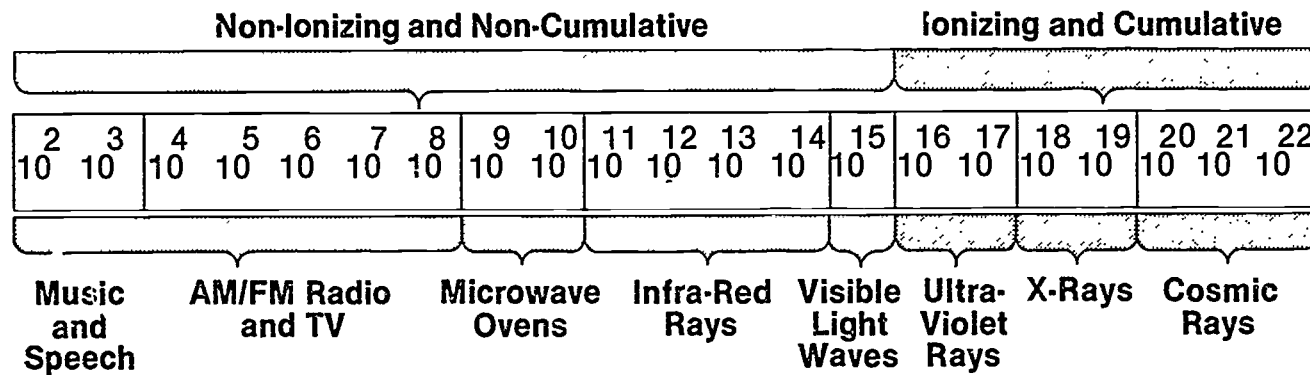 Non-Ionizing and Non-Cumulative Ionizing and Cumulative
2 3 4 5 6 7 8 9 10 11 12 13 14 15 16 17 18 19 20 21 22
10 10 10 10 10 10 10 10 10 10 10 10 10 10 10 10 10 10 10 10 10
Music AM/FM Radio Microwave Infra-Red Visible Ultra- X-Rays Cosmic
and and TV Ovens Rays Light Violet Rays
Speech Waves Rays